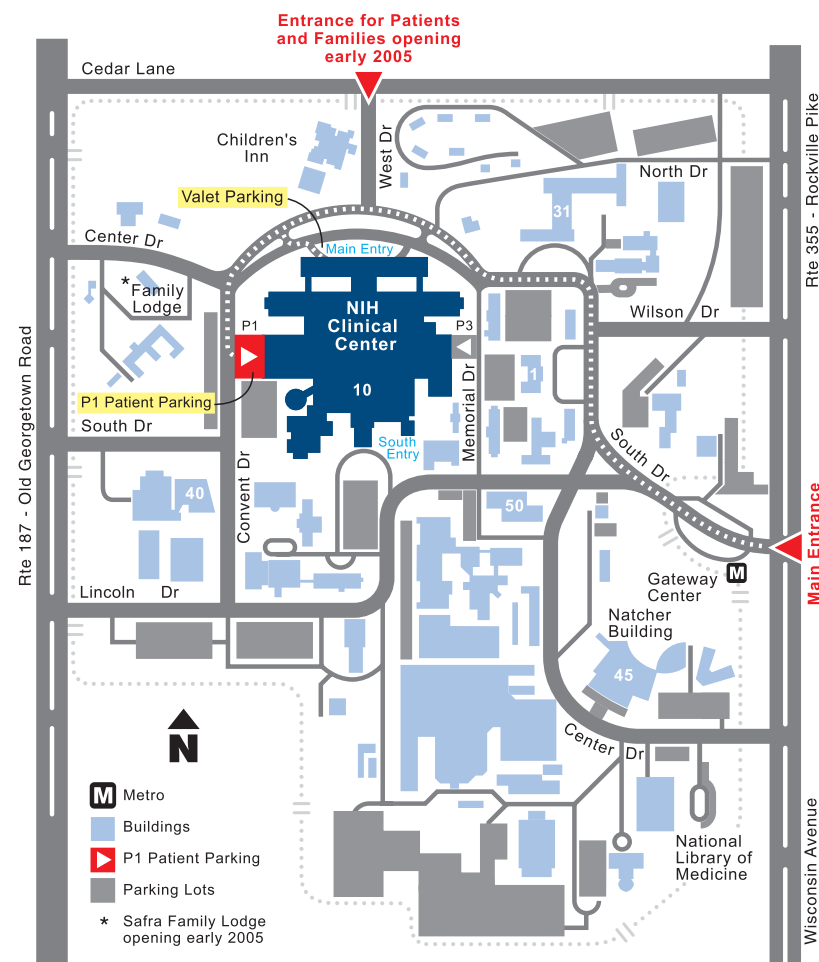 Entrance for Patients
and Families opening
early 2005
Cedar Lane
Children's
Inn
West Dr
North Dr
Rte 355 - Rockville Pike
Valet Parking
31
Center Dr
Main Entry
*Family
Lodge
NIH
Clinical
Center
P1
P3
Wilson Dr
10
1
P1 Patient Parking
South Dr
South
Entry
Memorial Dr
South Dr
Rte 187 - Old Georgetown Road
Convent Dr
40
50
Main Entrance
M
Gateway
Center
Lincoln Dr
Natcher
Building
45
N
Center Dr
M Metro
Buildings
P1 Patient Parking
Parking Lots
* Safra Family Lodge
opening early 2005
National
Library of
Medicine
Wisconsin Avenue